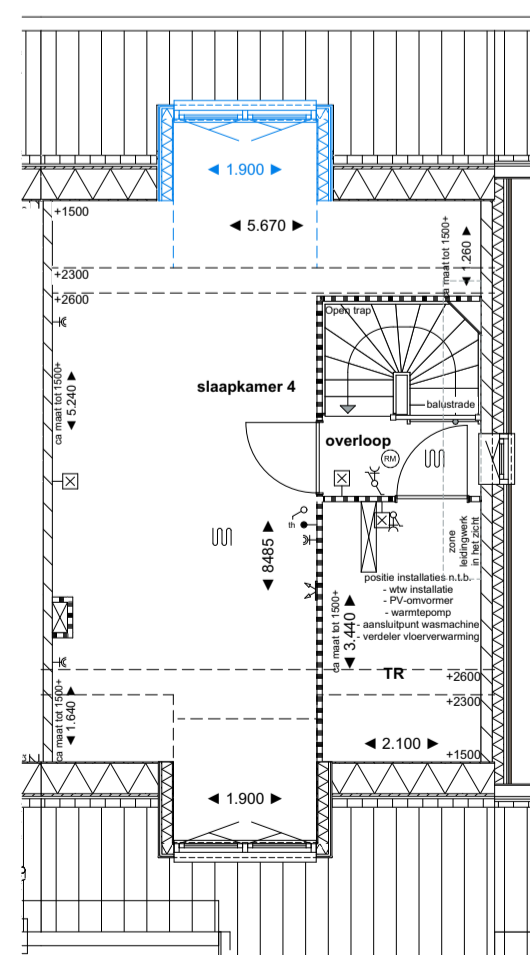 ◄ 1.900 ►
+1500
◄ 5.670 ►
ca maat tot 1500+
◄ 1.260 ►
+2300
+2600
Open trap
ca maat tot 1500+
◄ 5.240 ►
slaapkamer 4
balustrade
overloop
RM
th
◄ 8485 ►
zone
leidingwerk
in het zicht
positie installaties n.t.b.
- wtw installatie
- PV-omvormer
- warmtepomp
- aansluitpunt wasmachine
- verdeler vloerverwarming
ca maat tot 1500+
◄ 3.440 ►
TR
+2600
+2300
ca maat tot 1500+
◄ 1.640 ►
◄ 2.100 ►
+1500
◄ 1.900 ►